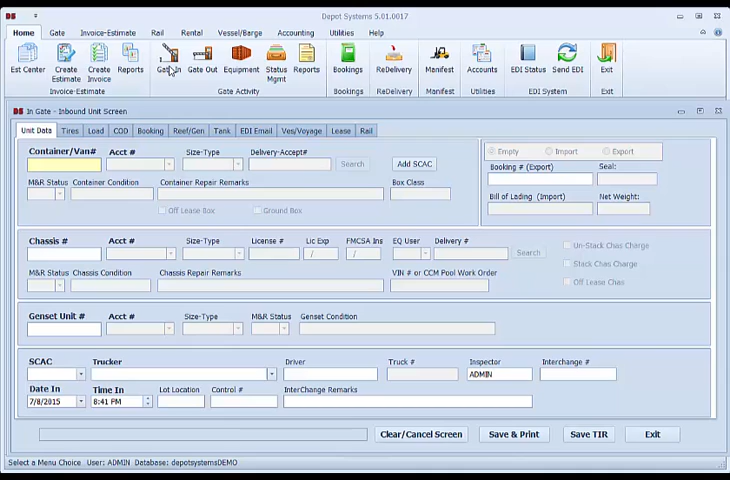 DS Depot Systems 5.01.0017
Home Gate Invoice-Estimate Rail Rental Vessel/Barge Accounting Utilities Help
Est Center Create Estimate Create Invoice Reports Gate In Gate Out Equipment Status Mgmt Reports Bookings ReDelivery Manifest Accounts EDI Status Send EDI Exit
Invoice-Estimate Gate Activity Bookings ReDelivery Manifest EDI System Exit
DS In Gate - Inbound Unit Screen
Unit Data Tires Load COD Booking Reefer/Gen Tank EDI Email Ves/Voyage Lease Rail
Container/Van# Acct # Size-Type Delivery-Accept# Empty Import Export
Search Add SCAC Booking # (Export) Seal:
M&R Status Container Condition Container Repair Remarks Box Class
Bill of Lading (Import) Net Weight:
Off Lease Box Ground Box
Chassis # Acct # Size-Type License # Lic Exp FMCSA Ins EQ User Delivery # Un-Stack Chas Charge
/ / Search
Stack Chas Charge
M&R Status Chassis Condition Chassis Repair Remarks VIN # or CCM Pool Work Order
Off Lease Chas
Genset Unit # Acct # Size-Type M&R Status Genset Condition
SCAC Trucker Driver Truck # Inspector Interchange #
ADMIN
Date In Time In Lot Location Control # InterChange Remarks
7/8/2015 8:41 PM
Clear/Cancel Screen Save & Print Save TIR Exit
Select a Menu Choice User: ADMIN Database: depotsystemsDEMO